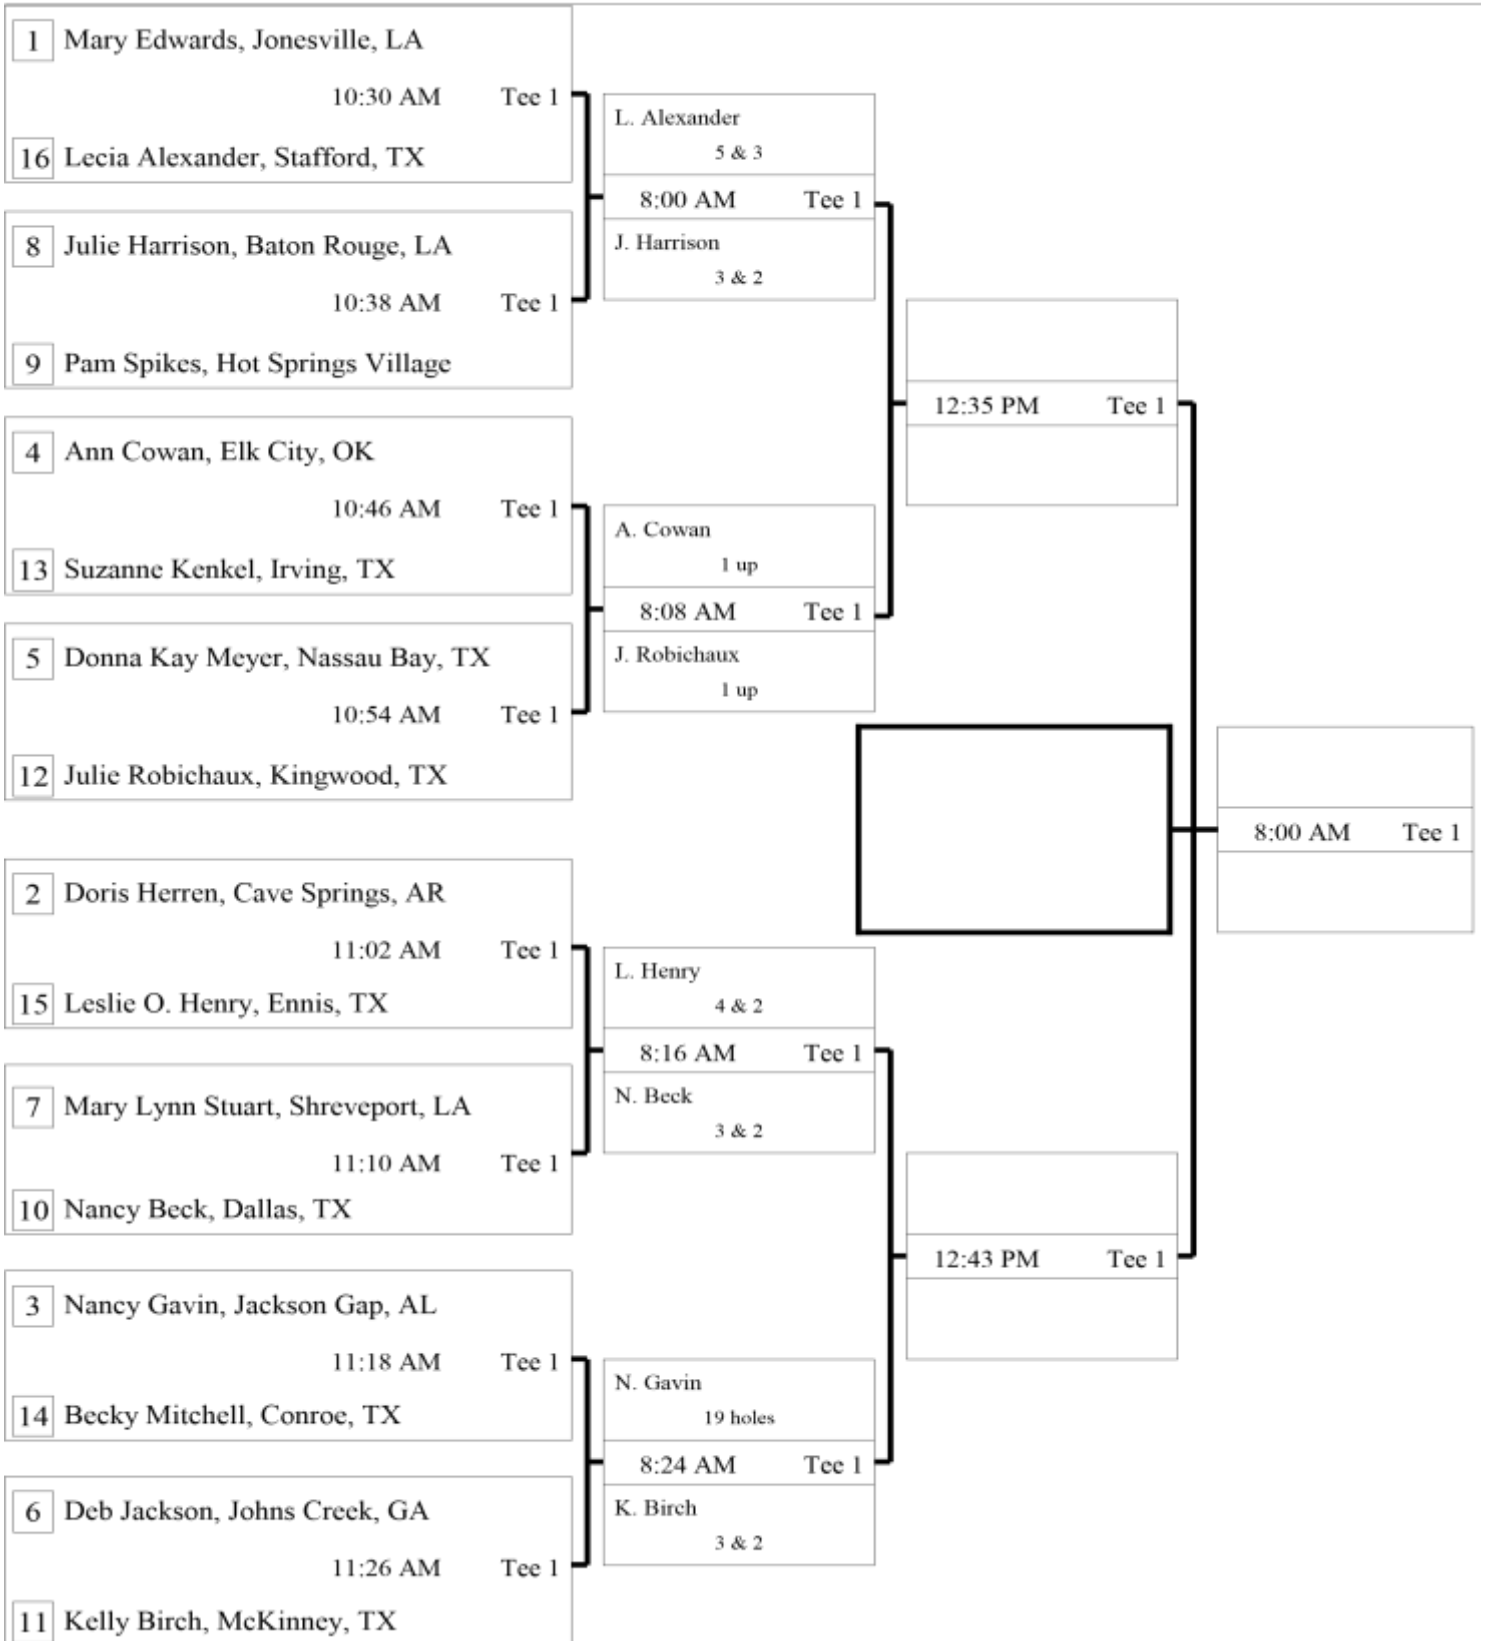 1 Mary Edwards, Jonesville, LA
10:30 AM Tee 1
16 Lecia Alexander, Stafford, TX
8 Julie Harrison, Baton Rouge, LA
10:38 AM Tee 1
9 Pam Spikes, Hot Springs Village
4 Ann Cowan, Elk City, OK
10:46 AM Tee 1
13 Suzanne Kenkel, Irving, TX
5 Donna Kay Meyer, Nassau Bay, TX
10:54 AM Tee 1
12 Julie Robichaux, Kingwood, TX
2 Doris Herren, Cave Springs, AR
11:02 AM Tee 1
15 Leslie O. Henry, Ennis, TX
7 Mary Lynn Stuart, Shreveport, LA
11:10 AM Tee 1
10 Nancy Beck, Dallas, TX
3 Nancy Gavin, Jackson Gap, AL
11:18 AM Tee 1
14 Becky Mitchell, Conroe, TX
6 Deb Jackson, Johns Creek, GA
11:26 AM Tee 1
11 Kelly Birch, McKinney, TX
L. Alexander
5 & 3
8:00 AM Tee 1
J. Harrison
3 & 2
A. Cowan
1 up
8:08 AM Tee 1
J. Robichaux
1 up
L. Henry
4 & 2
8:16 AM Tee 1
N. Beck
3 & 2
N. Gavin
19 holes
8:24 AM Tee 1
K. Birch
3 & 2
12:35 PM Tee 1
12:43 PM Tee 1
8:00 AM Tee 1